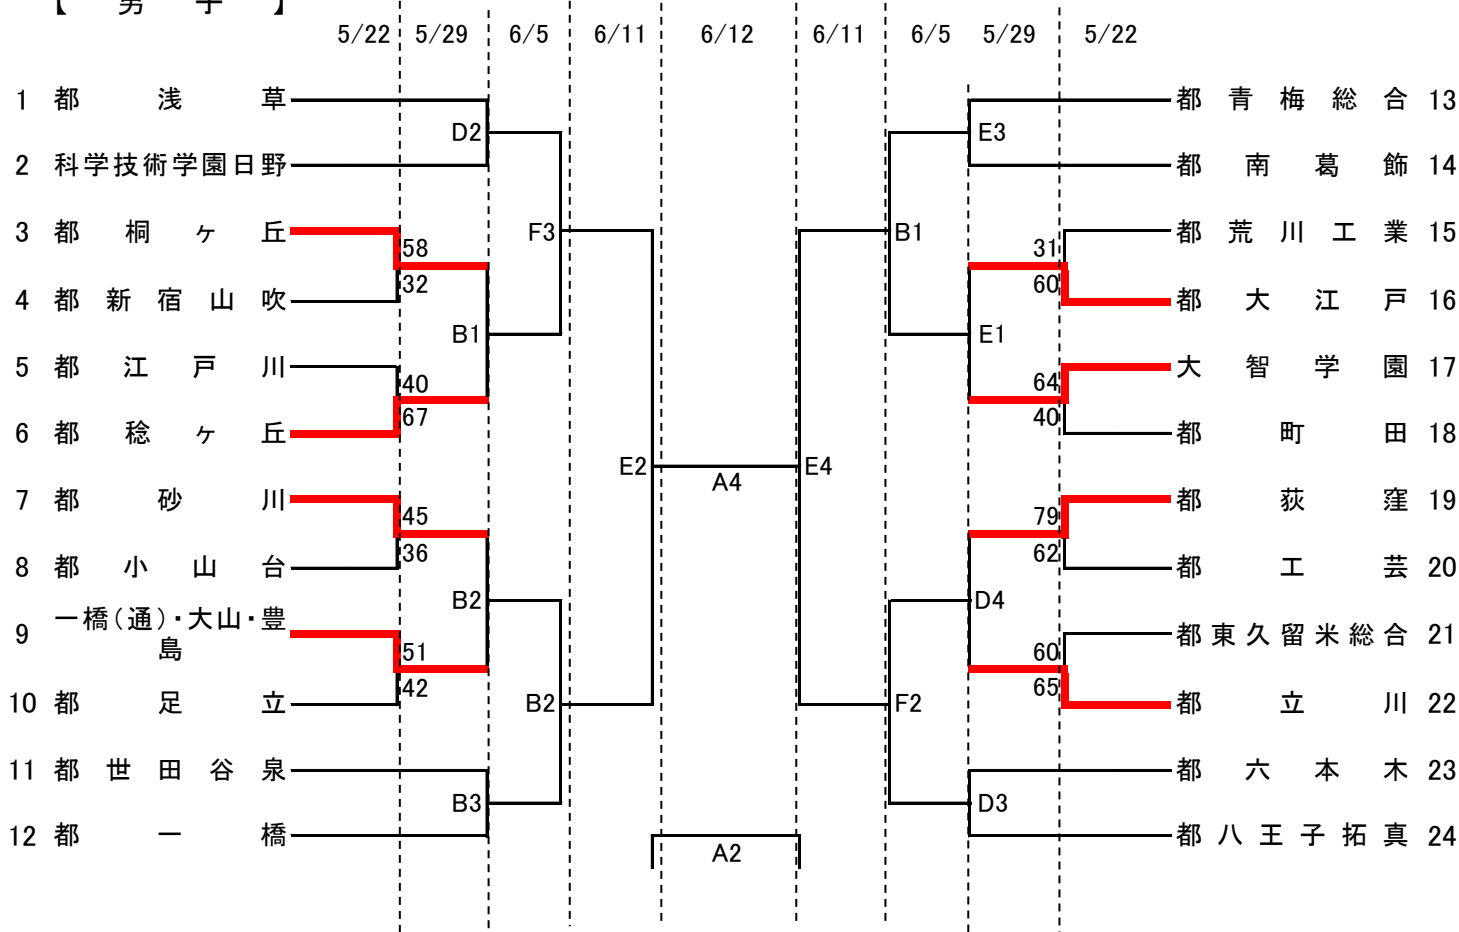 【 男 子 】
5/22 5/29 6/5 6/11 6/12 6/11 6/5 5/29 5/22
1 都 浅 草 都 青 梅 総 合 13
D2 E3
2 科学技術学園日野 都 南 葛 飾 14
3 都 桐 ヶ 丘 F3 B1 都 荒 川 工 業 15
58 31
32 60
4 都 新 宿 山 吹 都 大 江 戸 16
B1 E1
5 都 江 戸 川 大 智 学 園 17
40 64
67 40
6 都 稔 ヶ 丘 都 町 田 18
E2 E4
A4
7 都 砂 川 都 荻 窪 19
45 79
36 62
8 都 小 山 台 都 工 芸 20
B2 D4
9 一橋(通)・大山・豊 都 東 久 留 米 総 合 21
島
51 60
42 65
10 都 足 立 B2 F2 都 立 川 22
11 都 世 田 谷 泉 都 六 本 木 23
B3 D3
12 都 一 橋 都 八 王 子 拓 真 24
A2